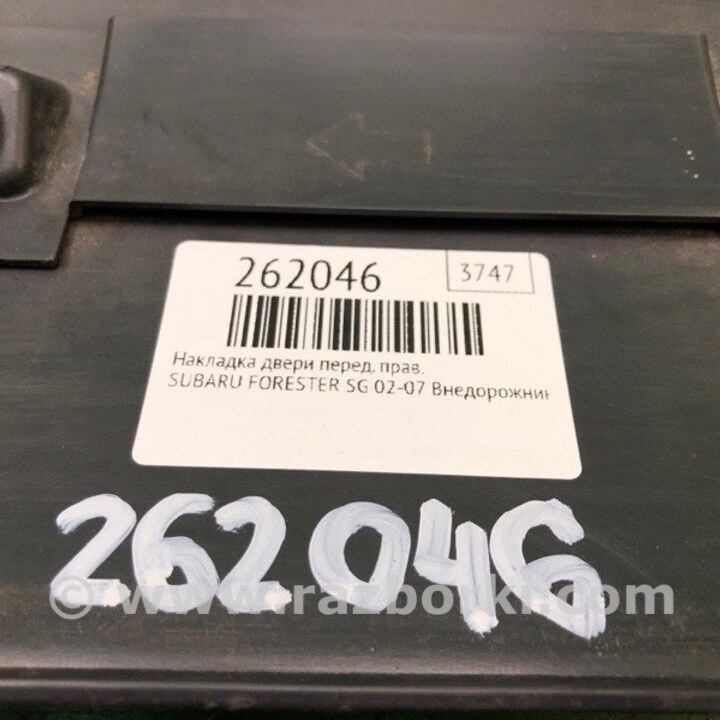 262046
3747
Накладка двери перед. прав.
SUBARU FORESTER SG 02-07 Внедорожник
262046
© www.razborki.com